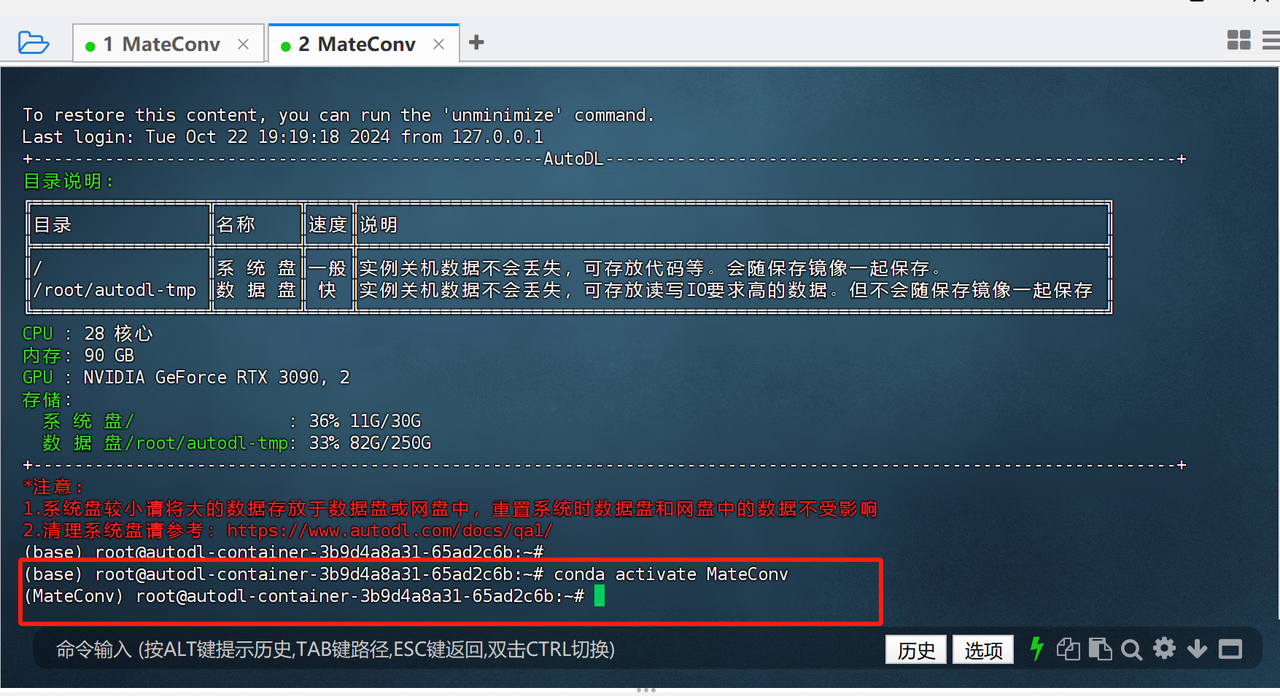 1 MateConv ×
2 MateConv ×
+
To restore this content, you can run the 'unminimize' command.
Last login: Tue Oct 22 19:19:18 2024 from 127.0.0.1
+--------------------------------------------------AutoDL--------------------------------------------------------+
目录说明:
目录 名称 速度 说明
/ 系 统 盘 一般 实例关机数据不会丢失，可存放代码等。会随保存镜像一起保存。
/root/autodl-tmp 数 据 盘 快 实例关机数据不会丢失，可存放读写IO要求高的数据。但不会随保存镜像一起保存
CPU : 28 核心
内存: 90 GB
GPU : NVIDIA GeForce RTX 3090, 2
存储:
系 统 盘/ : 36% 11G/30G
数 据 盘/root/autodl-tmp: 33% 82G/250G
+----------------------------------------------------------------------------------------------------------------+
*注意:
1.系统盘较小请将大的数据存放于数据盘或网盘中，重置系统时数据盘和网盘中的数据不受影响
2.清理系统盘请参考: https://www.autodl.com/docs/qa1/
(base) root@autodl-container-3b9d4a8a31-65ad2c6b:~#
(base) root@autodl-container-3b9d4a8a31-65ad2c6b:~# conda activate MateConv
(MateConv) root@autodl-container-3b9d4a8a31-65ad2c6b:~#
命令输入 (按ALT键提示历史,TAB键路径,ESC键返回,双击CTRL切换)
历史
选项